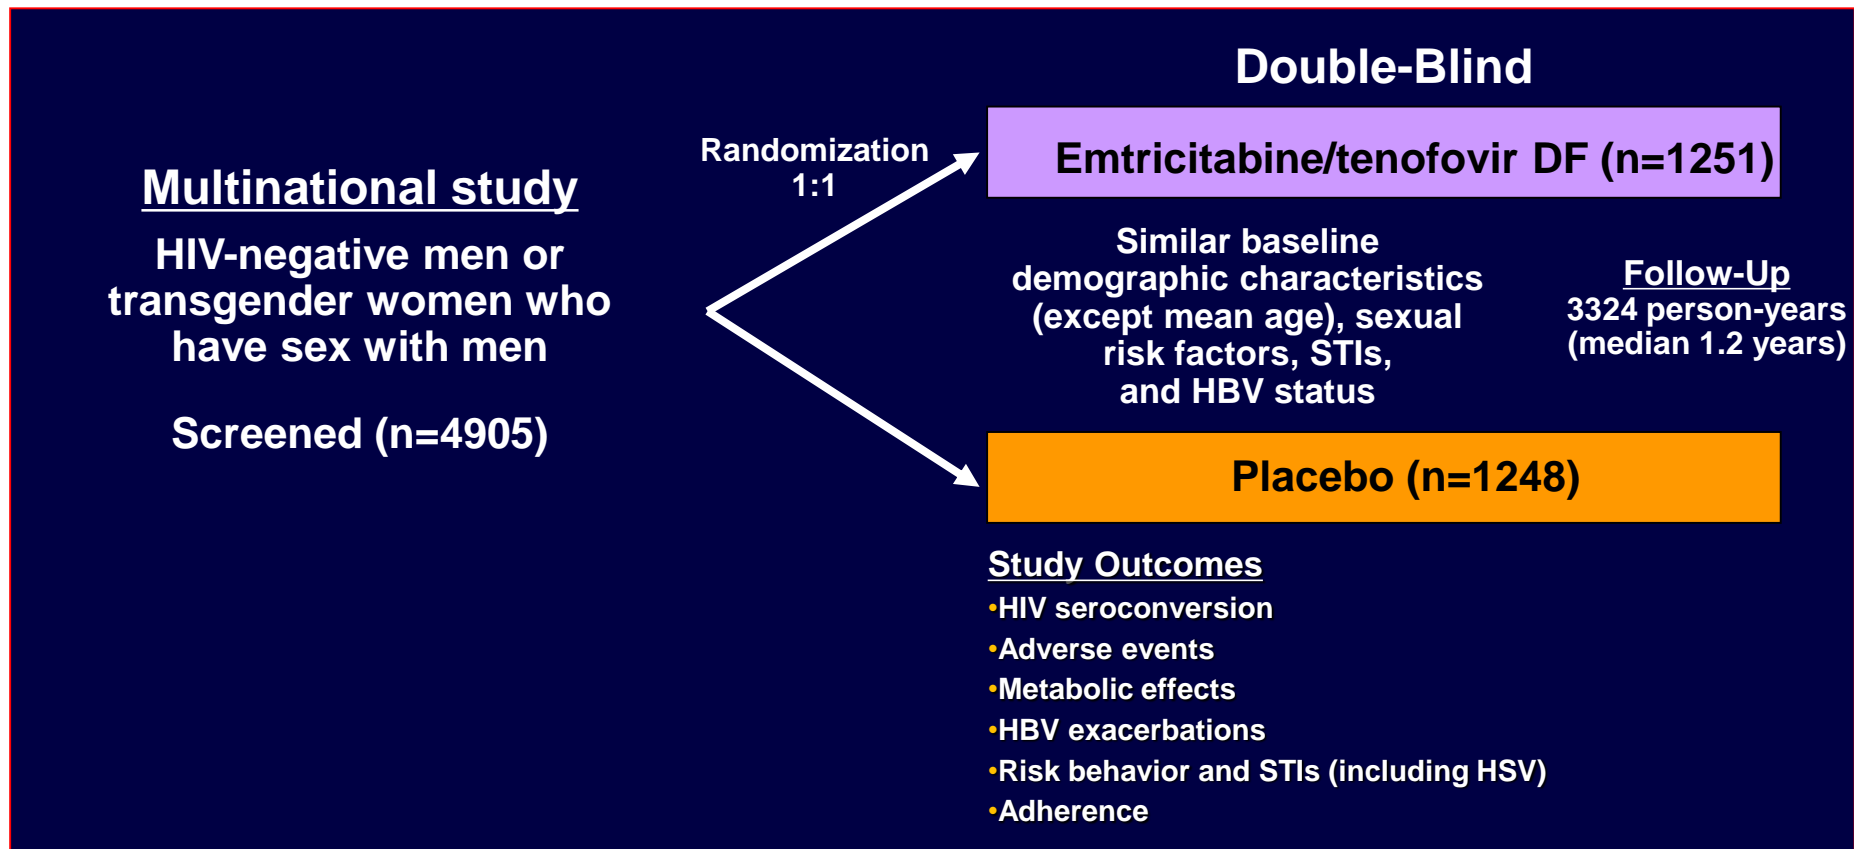 Multinational study
HIV-negative men or
transgender women who
have sex with men
Screened (n=4905)
Randomization
1:1
Double-Blind
Emtricitabine/tenofovir DF (n=1251)
Similar baseline
demographic characteristics
(except mean age), sexual
risk factors, STIs,
and HBV status
Follow-Up
3324 person-years
(median 1.2 years)
Placebo (n=1248)
Study Outcomes
•HIV seroconversion
•Adverse events
•Metabolic effects
•HBV exacerbations
•Risk behavior and STIs (including HSV)
•Adherence